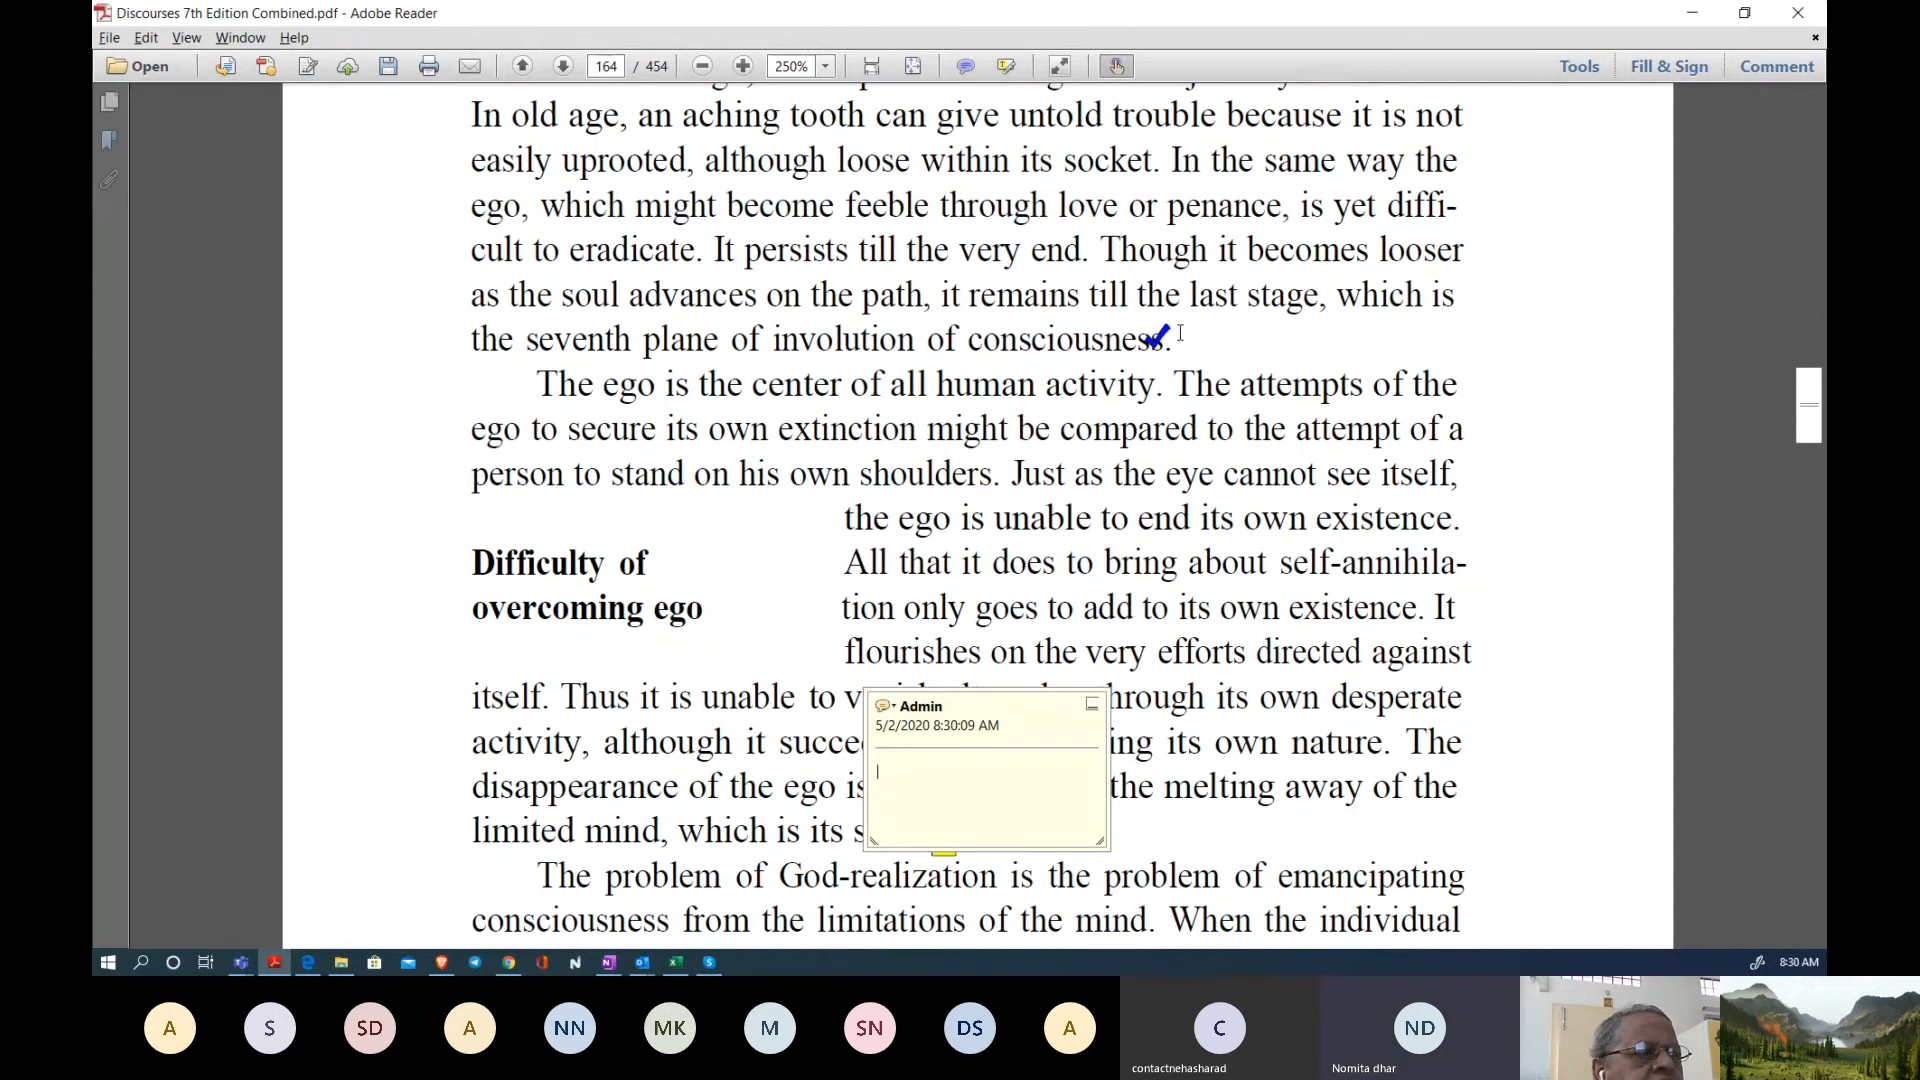 Discourses 7th Edition Combined.pdf - Adobe Reader
File Edit View Window Help
Open 164 / 454 250% Tools Fill & Sign Comment
In old age, an aching tooth can give untold trouble because it is not
easily uprooted, although loose within its socket. In the same way the
ego, which might become feeble through love or penance, is yet diffi-
cult to eradicate. It persists till the very end. Though it becomes looser
as the soul advances on the path, it remains till the last stage, which is
the seventh plane of involution of consciousness.
The ego is the center of all human activity. The attempts of the
ego to secure its own extinction might be compared to the attempt of a
person to stand on his own shoulders. Just as the eye cannot see itself,
the ego is unable to end its own existence.
Difficulty of
overcoming ego
All that it does to bring about self-annihila-
tion only goes to add to its own existence. It
flourishes on the very efforts directed against
itself. Thus it is unable to through its own desperate
activity, although it its own nature. The
disappearance of the ego is the melting away of the
limited mind, which is its
Admin
5/2/2020 8:30:09 AM
The problem of God-realization is the problem of emancipating
consciousness from the limitations of the mind. When the individual
8:30 AM
A S SD A NN MK M SN DS A C ND
contactnehasharad Nomita dhar